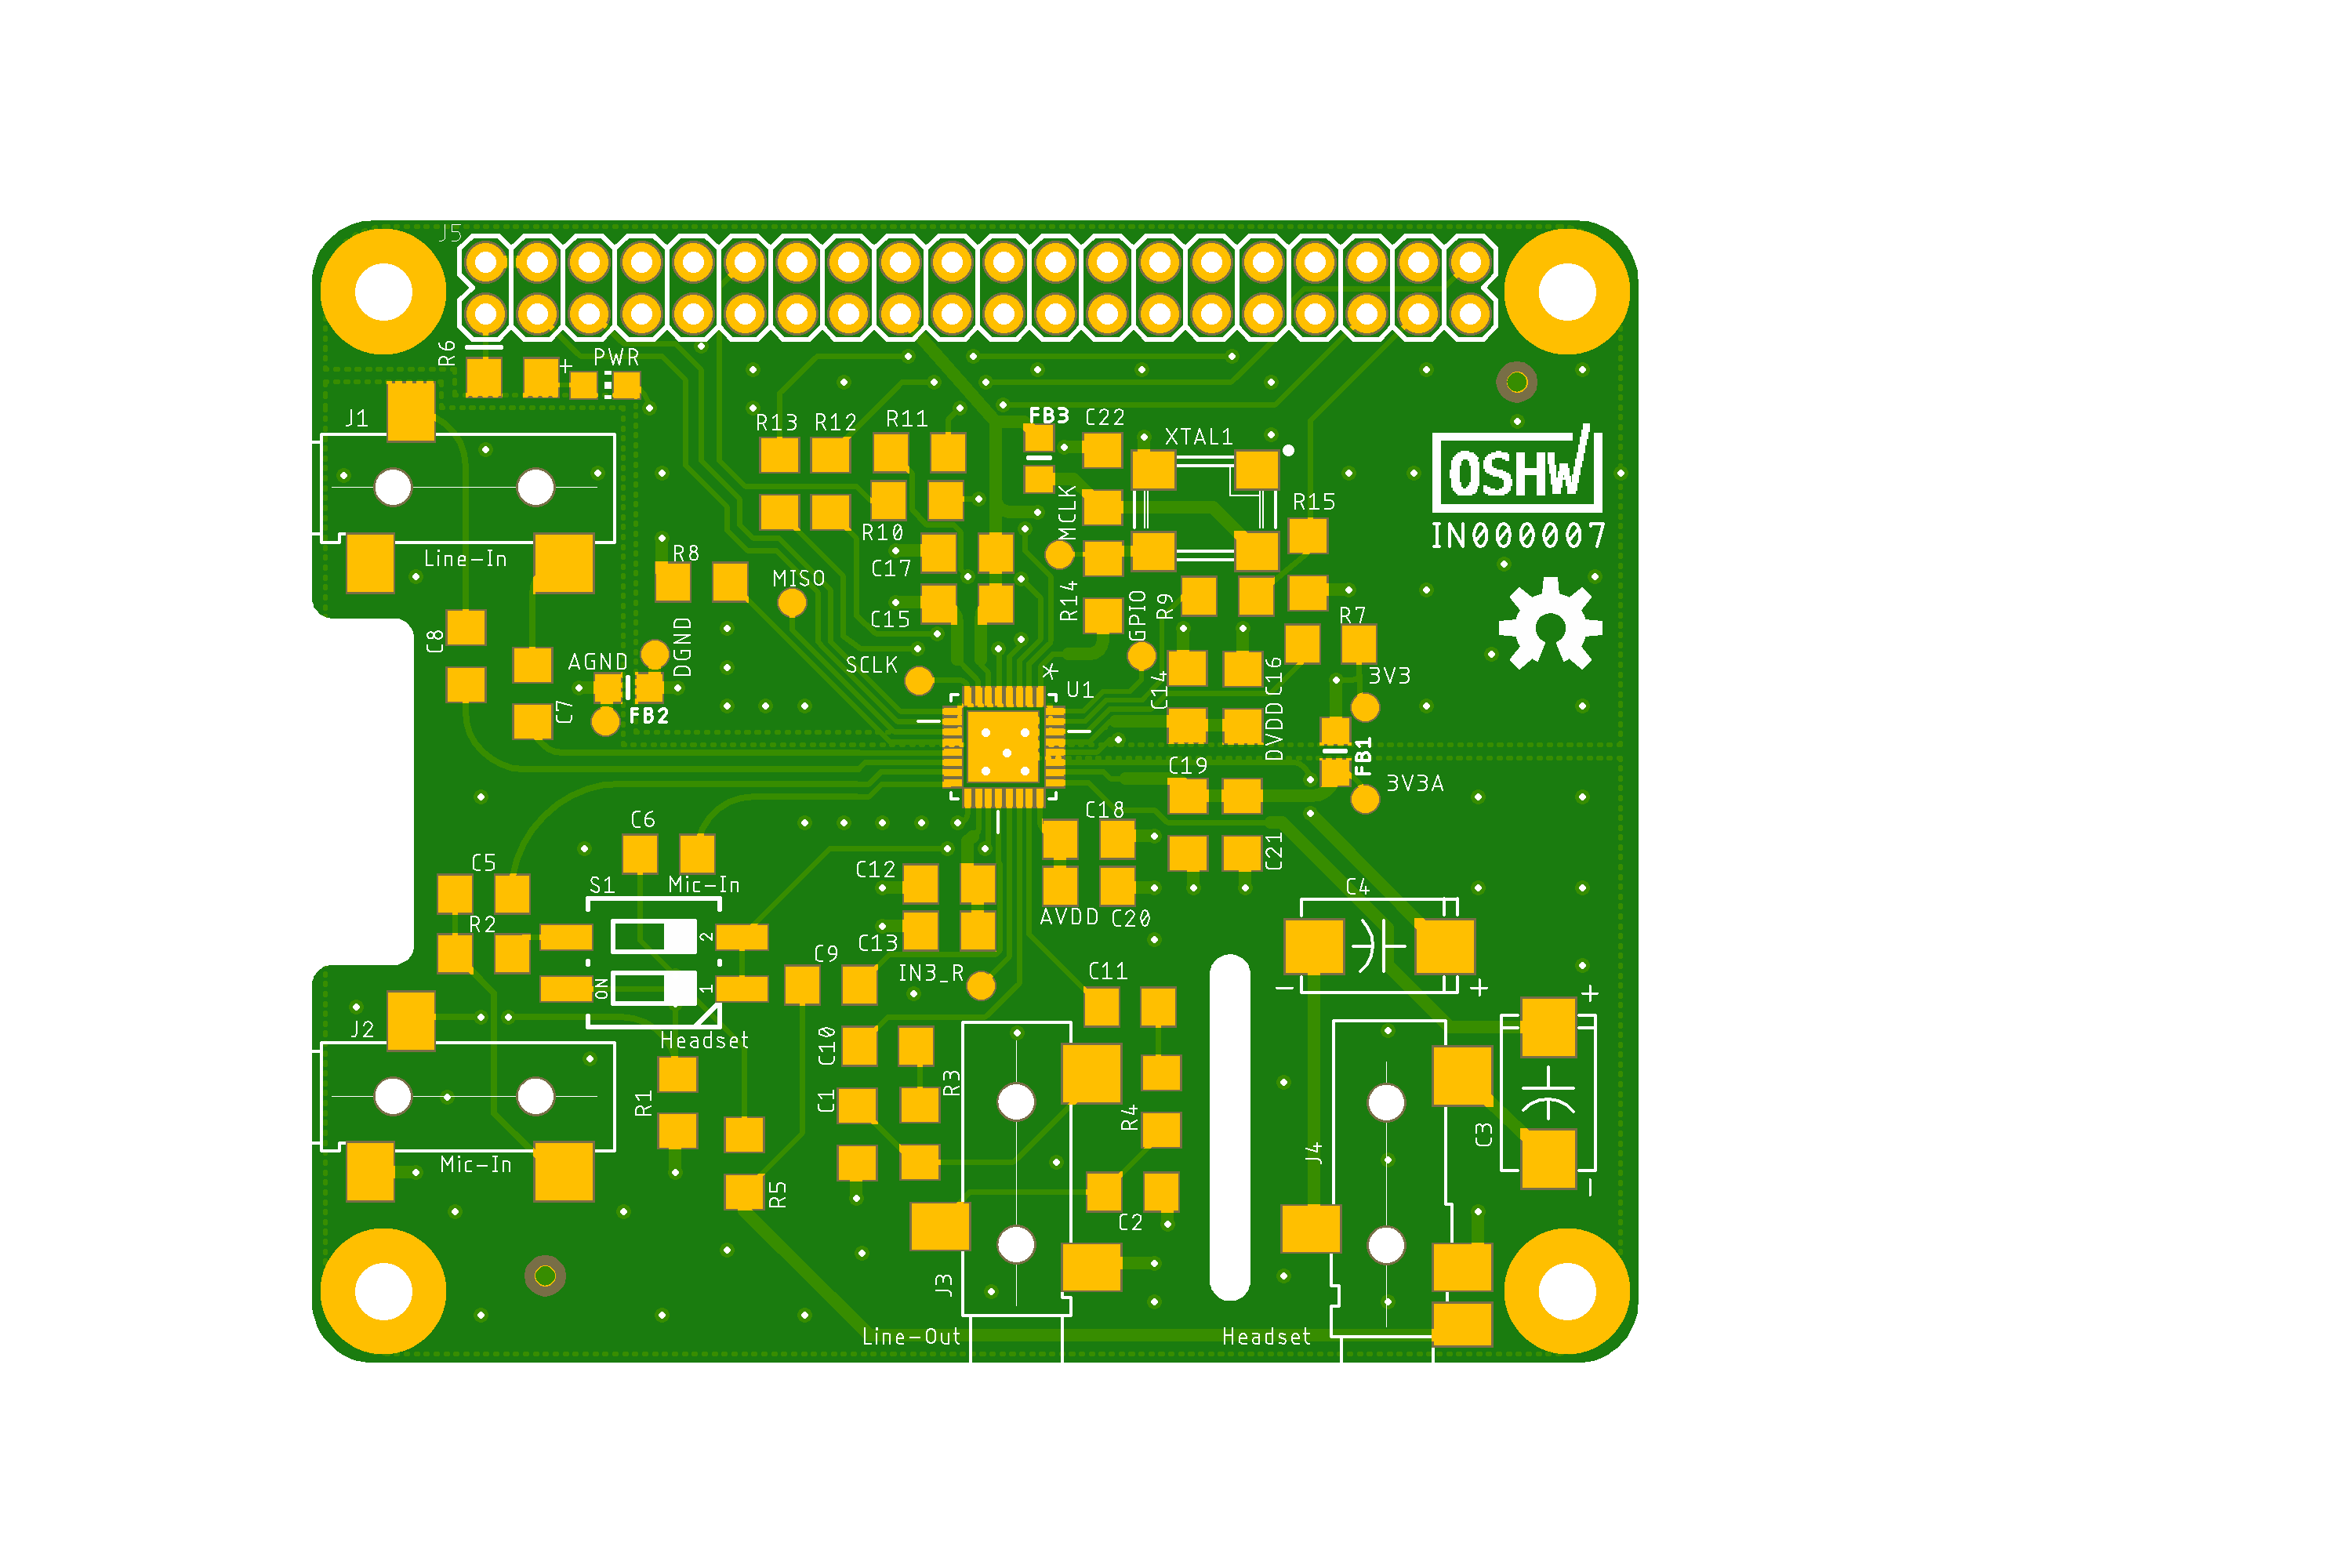 J5
R6
+
PWR
J1
R13
R12
R11
FB3
C22
XTAL1
OSHW
IN000007
MCLK
R15
R10
Line-In
R8
C17
MISO
C15
R14
GPIO
R9
R7
C8
AGND
DGND
SCLK
*
U1
C14
C16
3V3
C7
FB2
DVDD
FB1
C19
3V3A
C6
C18
C5
C12
C21
S1
Mic-In
C4
R2
AVDD
C20
2
C13
C9
IN3_R
C11
ON
1
-
+
+
J2
Headset
C10
R3
R1
C1
R4
J4
C3
Mic-In
R5
-
C2
J3
Line-Out
Headset